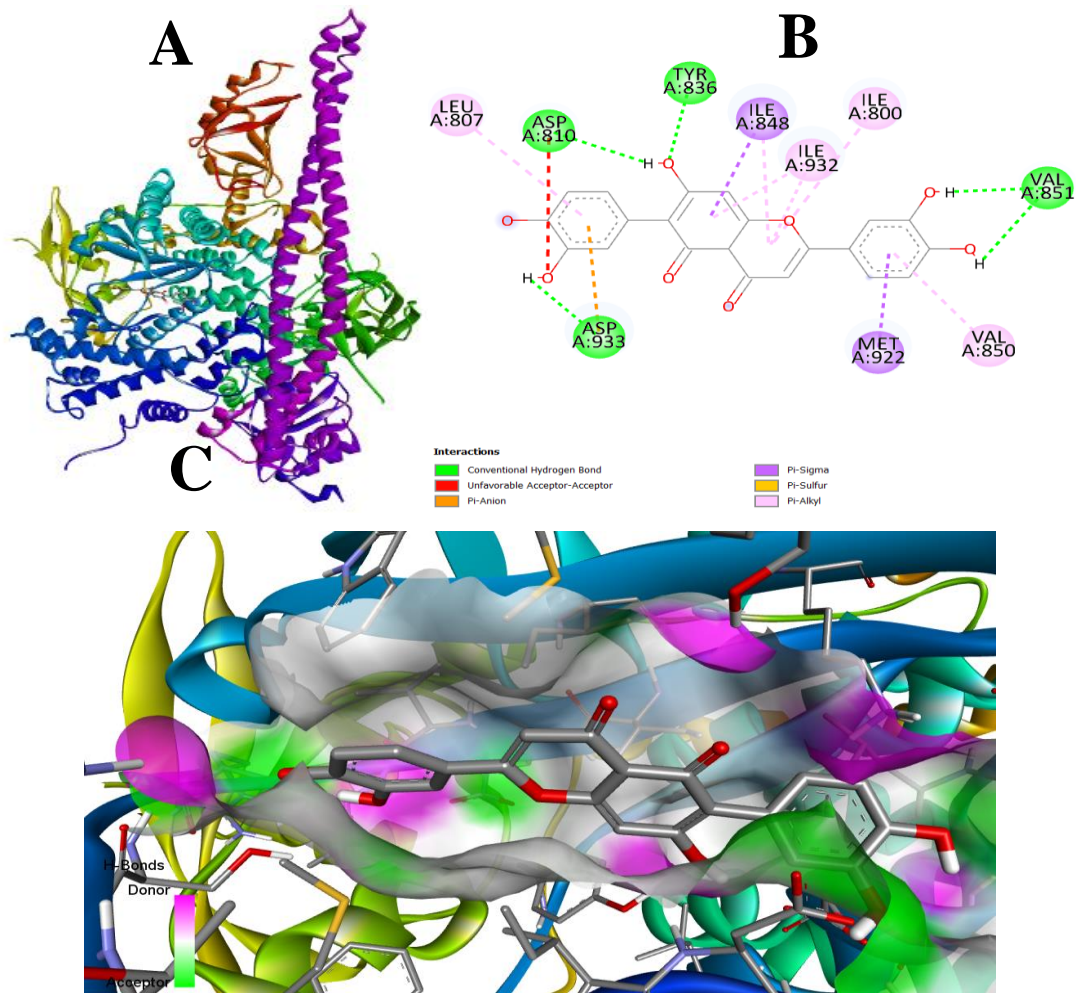 A
B
TYR
A:836
LEU
A:807
ASP
A:810
ILE
A:848
ILE
A:800
ILE
A:932
VAL
A:851
H
O
O
H
O
O
O
H
O
H
O
O
H
ASP
A:933
MET
A:922
VAL
A:850
C
Interactions
Conventional Hydrogen Bond
Unfavorable Acceptor-Acceptor
Pi-Anion
Pi-Sigma
Pi-Sulfur
Pi-Alkyl
H-Bonds
Donor
Acceptor